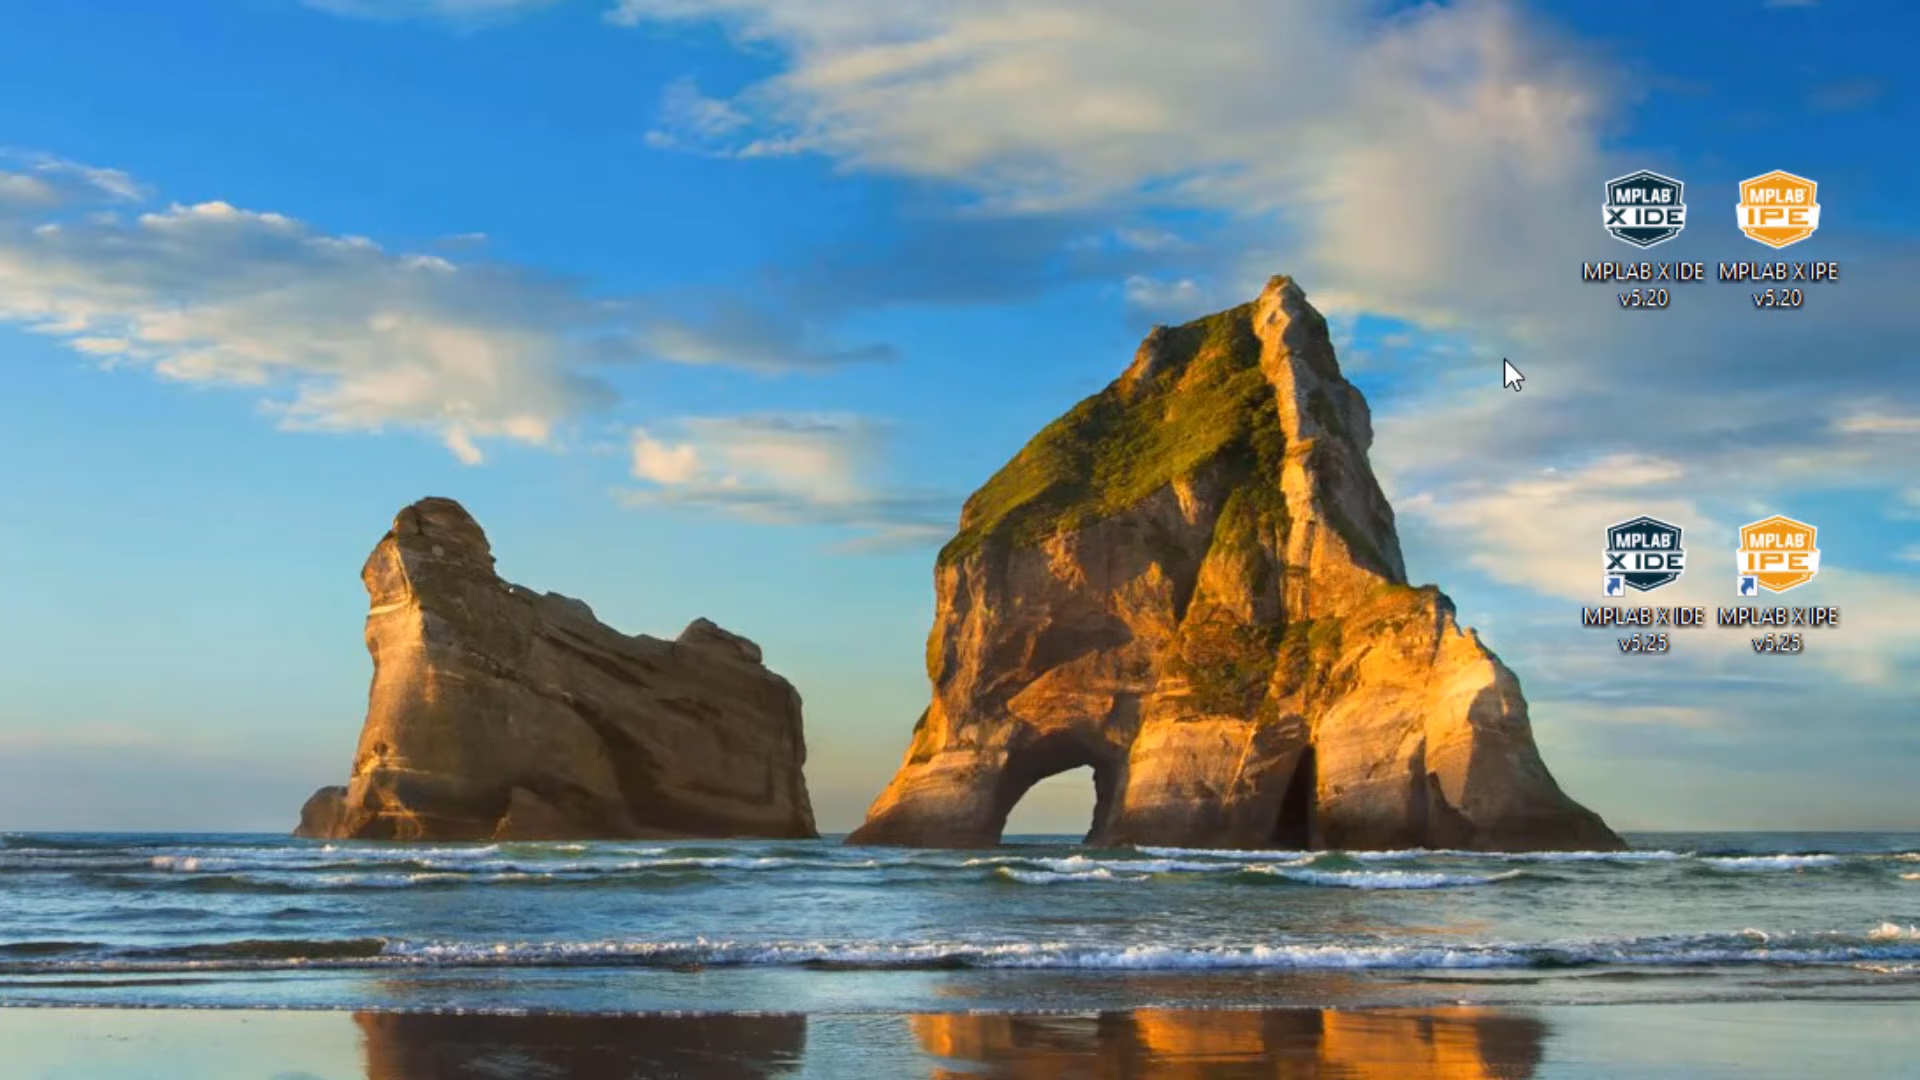 MPLAB
X IDE
MPLAB X IDE
v5.20
MPLAB
IPE
MPLAB X IPE
v5.20
MPLAB
X IDE
MPLAB X IDE
v5.25
MPLAB
IPE
MPLAB X IPE
v5.25